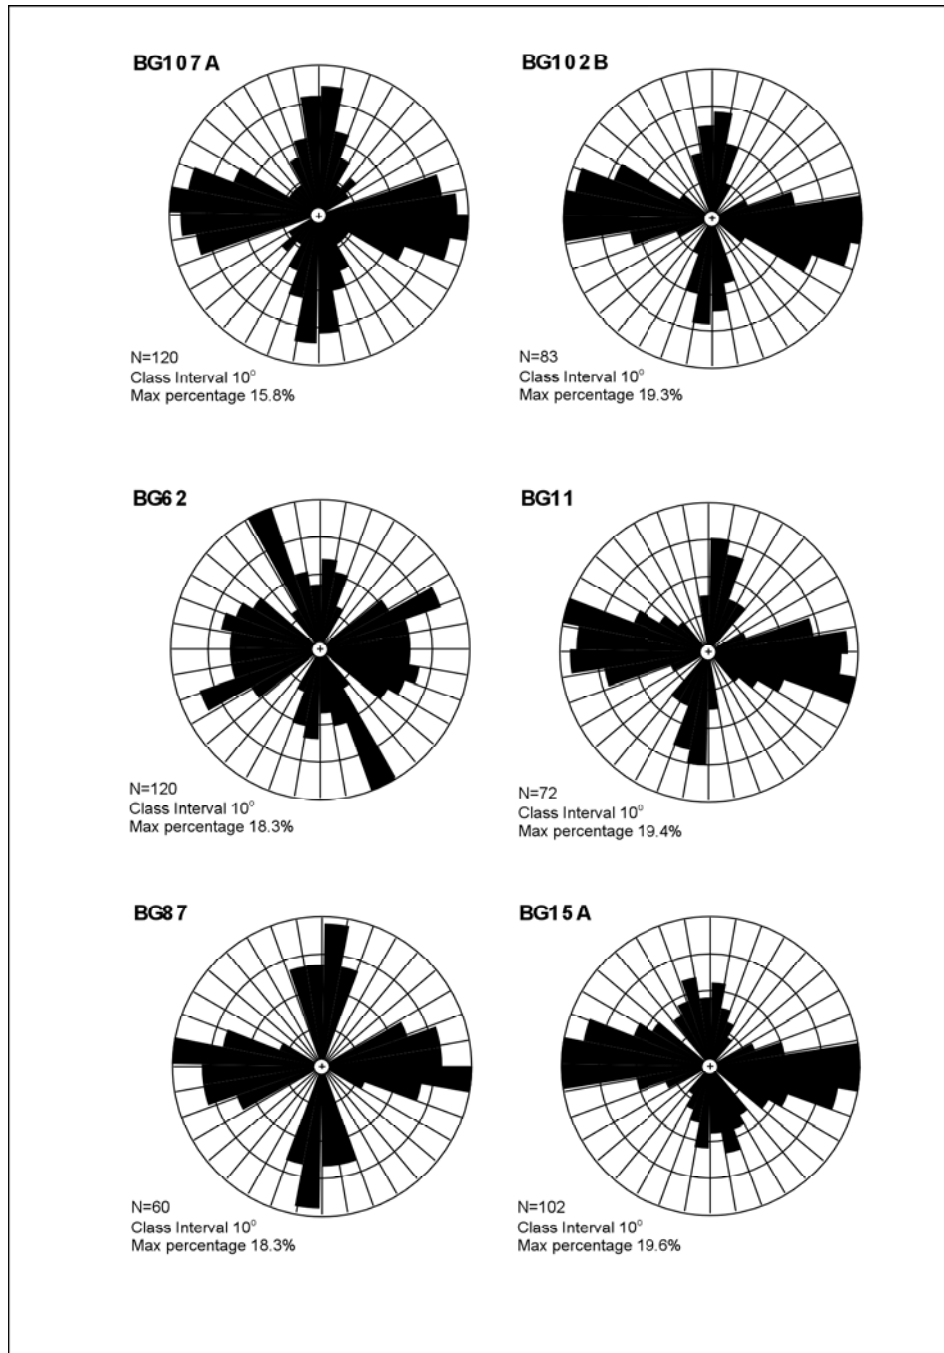 BG107A
N=120
Class Interval 10°
Max percentage 15.8%
BG102B
N=83
Class Interval 10°
Max percentage 19.3%
BG62
N=120
Class Interval 10°
Max percentage 18.3%
BG11
N=72
Class Interval 10°
Max percentage 19.4%
BG87
N=60
Class Interval 10°
Max percentage 18.3%
BG15A
N=102
Class Interval 10°
Max percentage 19.6%